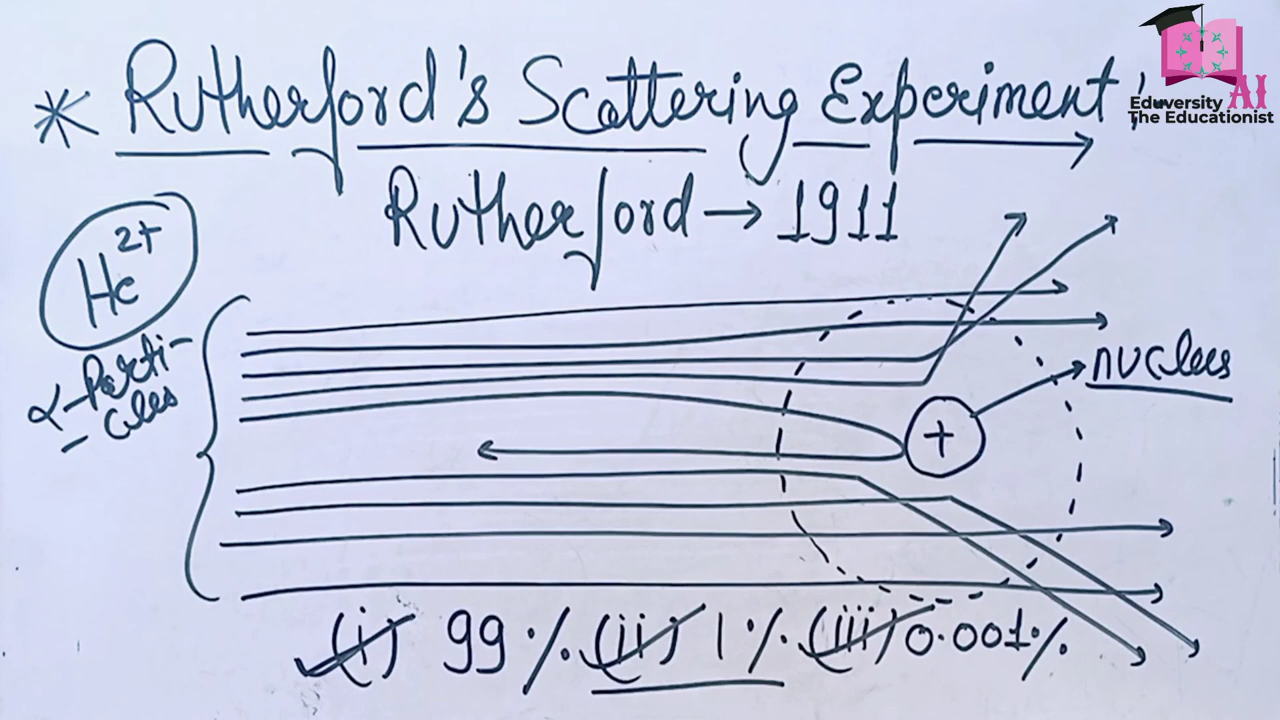 * Rutherford's Scattering Experiment :
Eduversity AI
The Educationist
Rutherford → 1911
He2+
α-Parti-
-cles
nucleus
(i) 99 % (ii) 1 % (iii) 0.001%